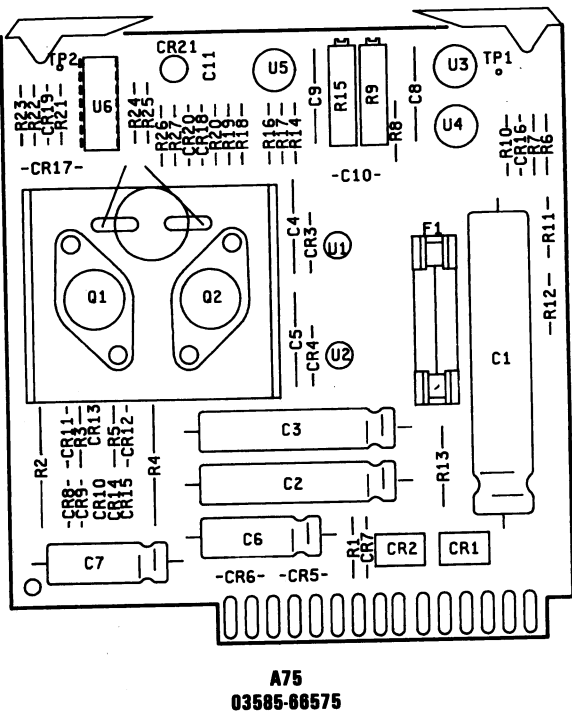 TP2
CR21
C11
U5
C9
R15
R9
C8
U3
TP1
U4
R23
R22
CR19
R21
U6
R24
R25
R26
R27
CR20
CR18
R20
R19
R18
R16
R17
R14
R8
R10
CR16
R7
R6
-CR17-
-C10-
C4
CR3
U1
F1
R11
Q1
Q2
R12
C5
CR4
U2
C1
R2
CR11
R3
CR13
R5
CR12
R4
C3
R13
CR8
CR9
CR10
CR14
CR15
C2
C6
R1
CR7
CR2
CR1
C7
-CR6-
-CR5-
A75
03585-66575